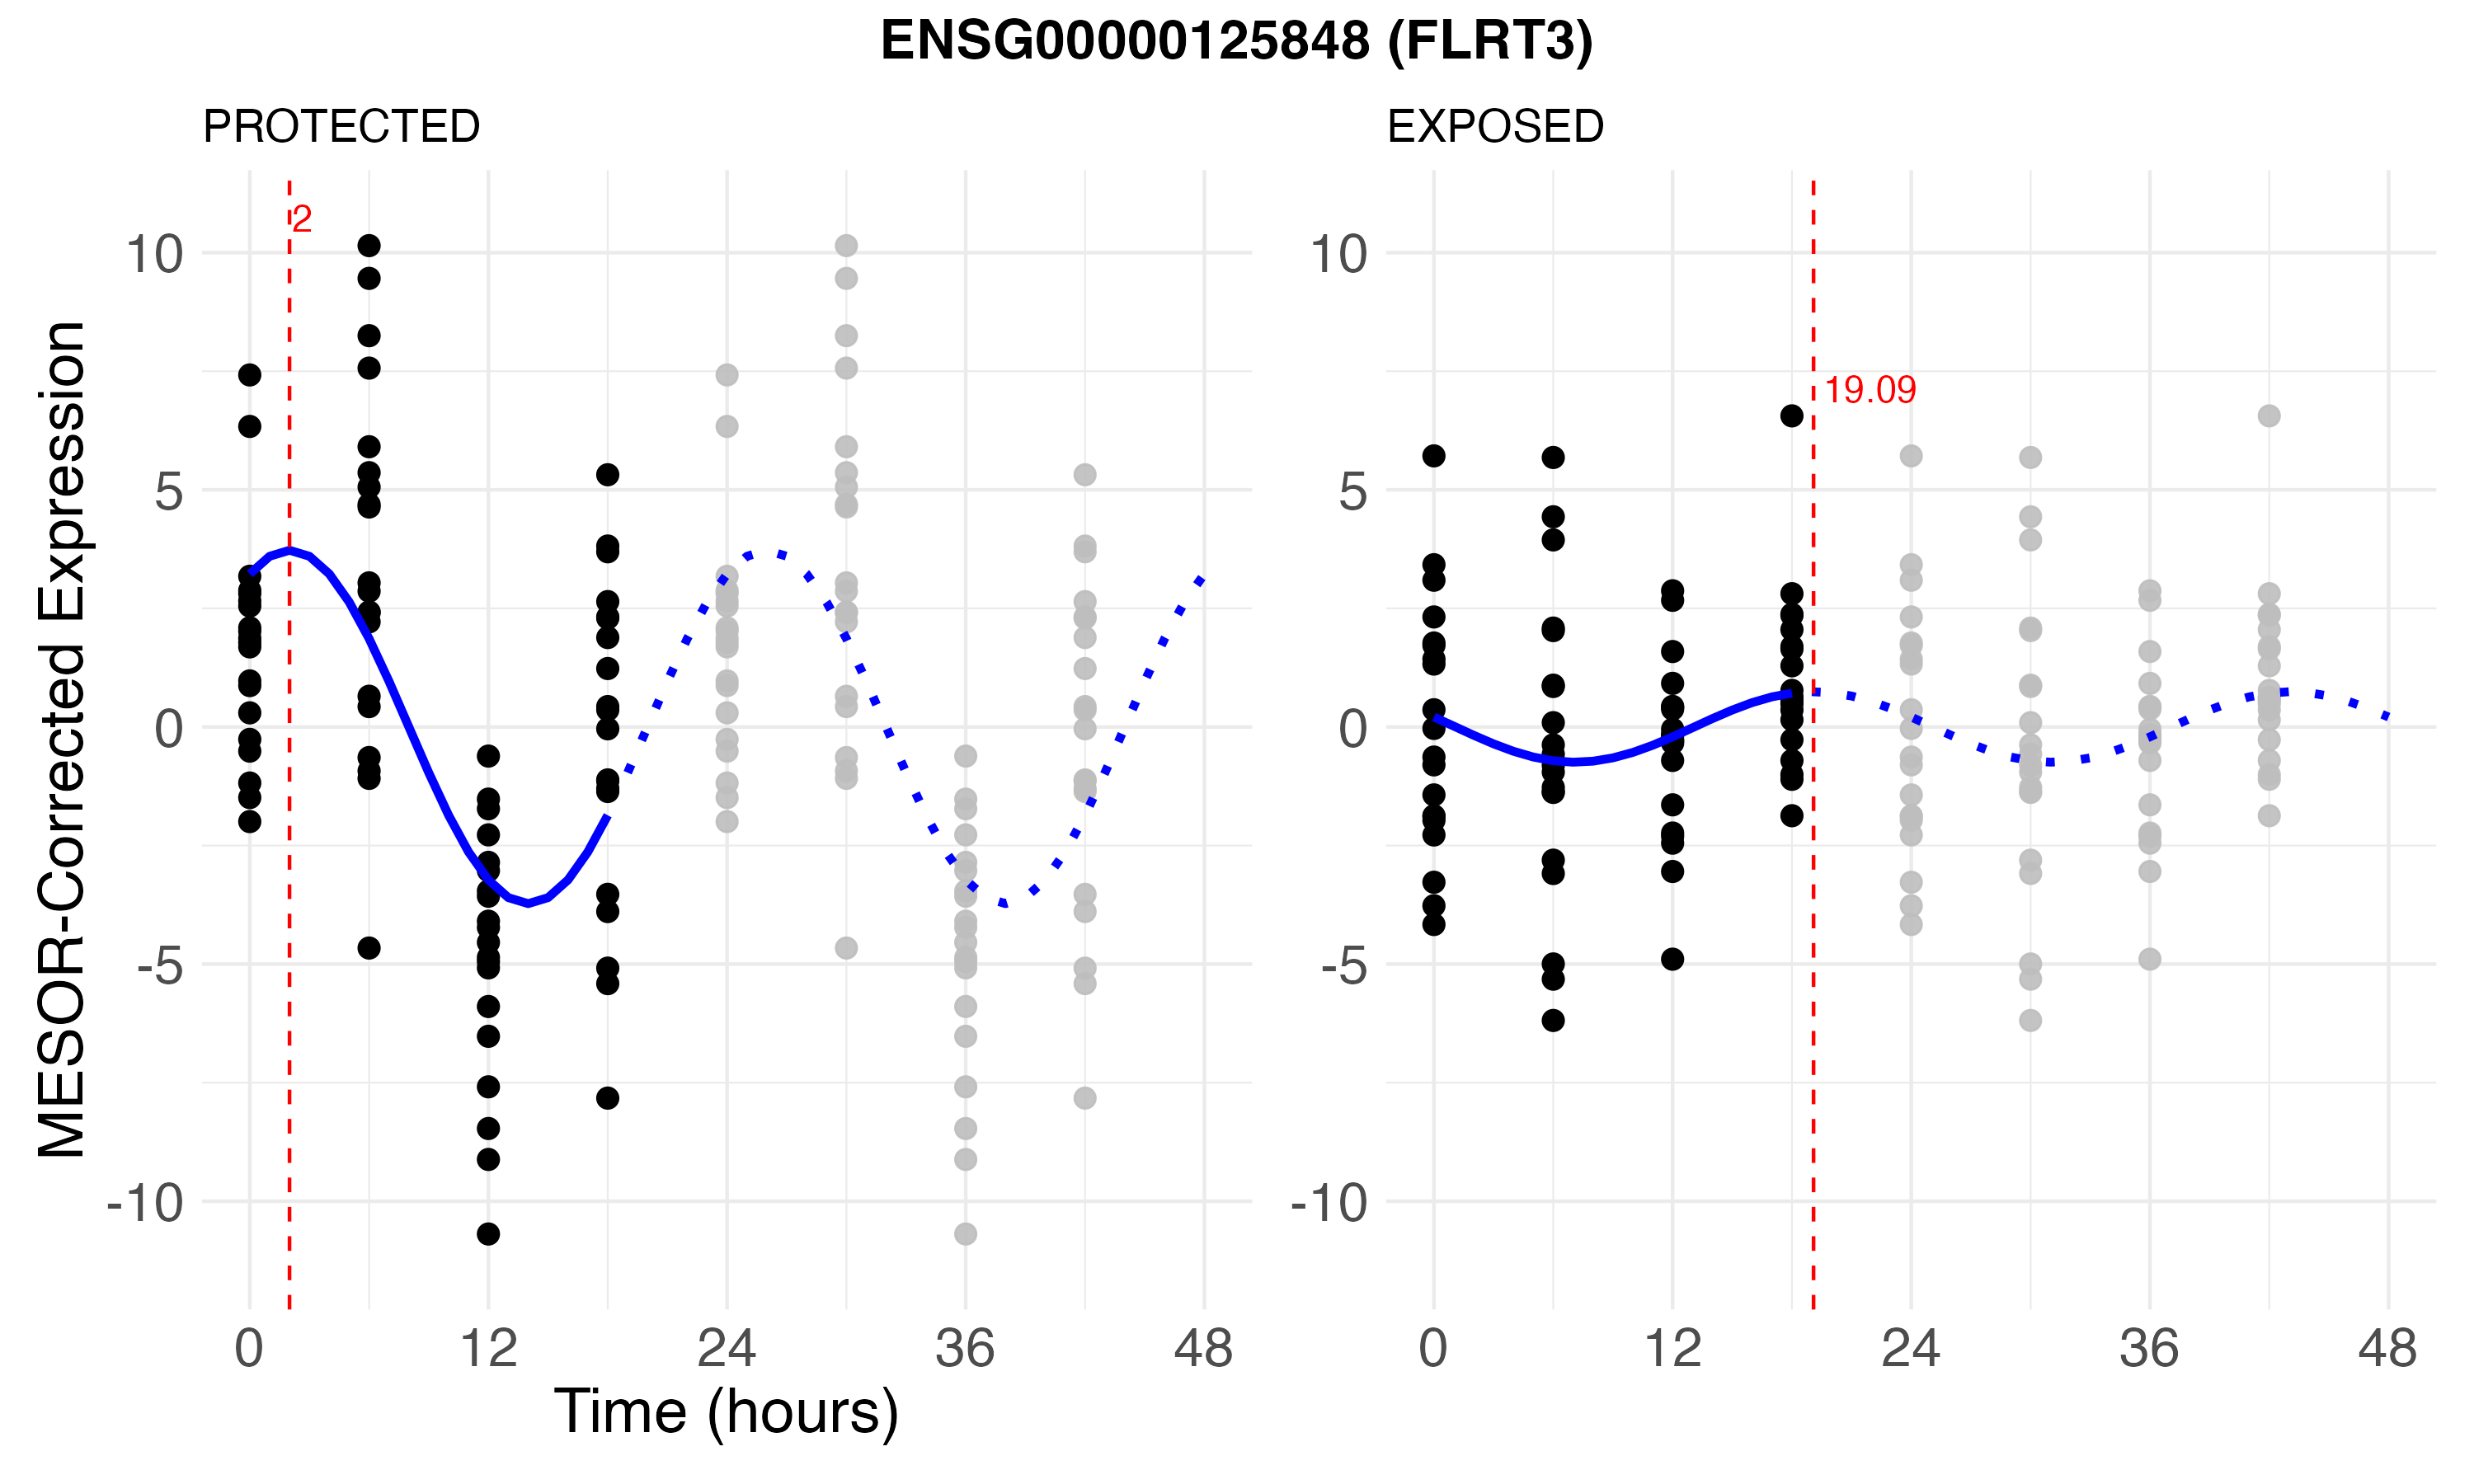 ENSG00000125848 (FLRT3)
PROTECTED
EXPOSED
MESOR-Corrected Expression
10
5
0
-5
-10
2
0 12 24 36 48
10
5
0
-5
-10
19.09
0 12 24 36 48
Time (hours)